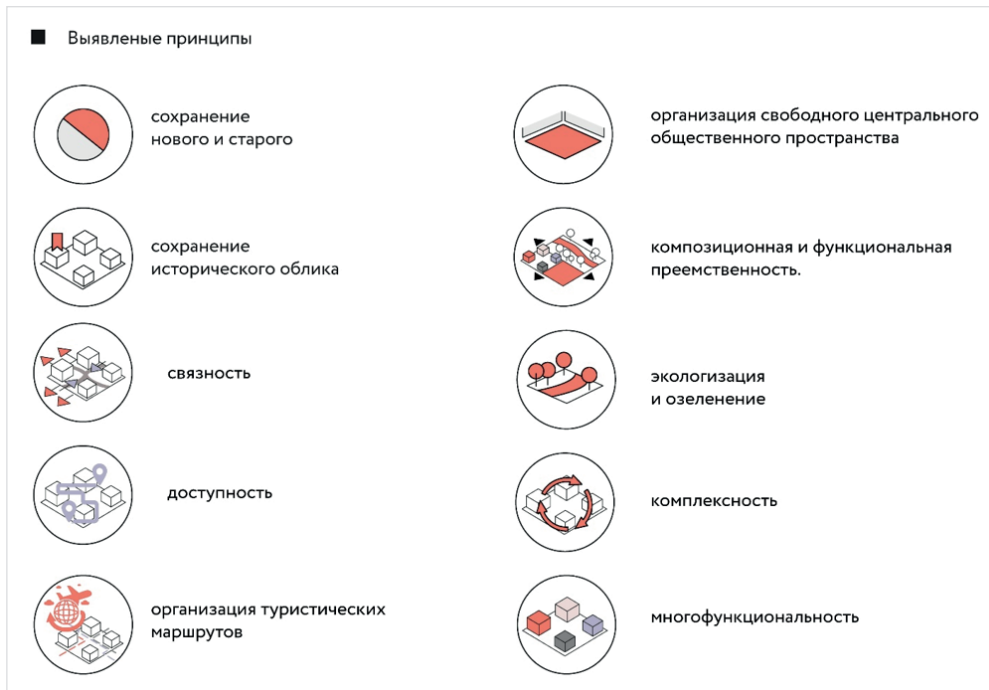 Выявленые принципы
сохранение
нового и старого
сохранение
исторического облика
связность
доступность
организация туристических
маршрутов
организация свободного центрального
общественного пространства
композиционная и функциональная
преемственность.
экологизация
и озеленение
комплексность
многофункциональность